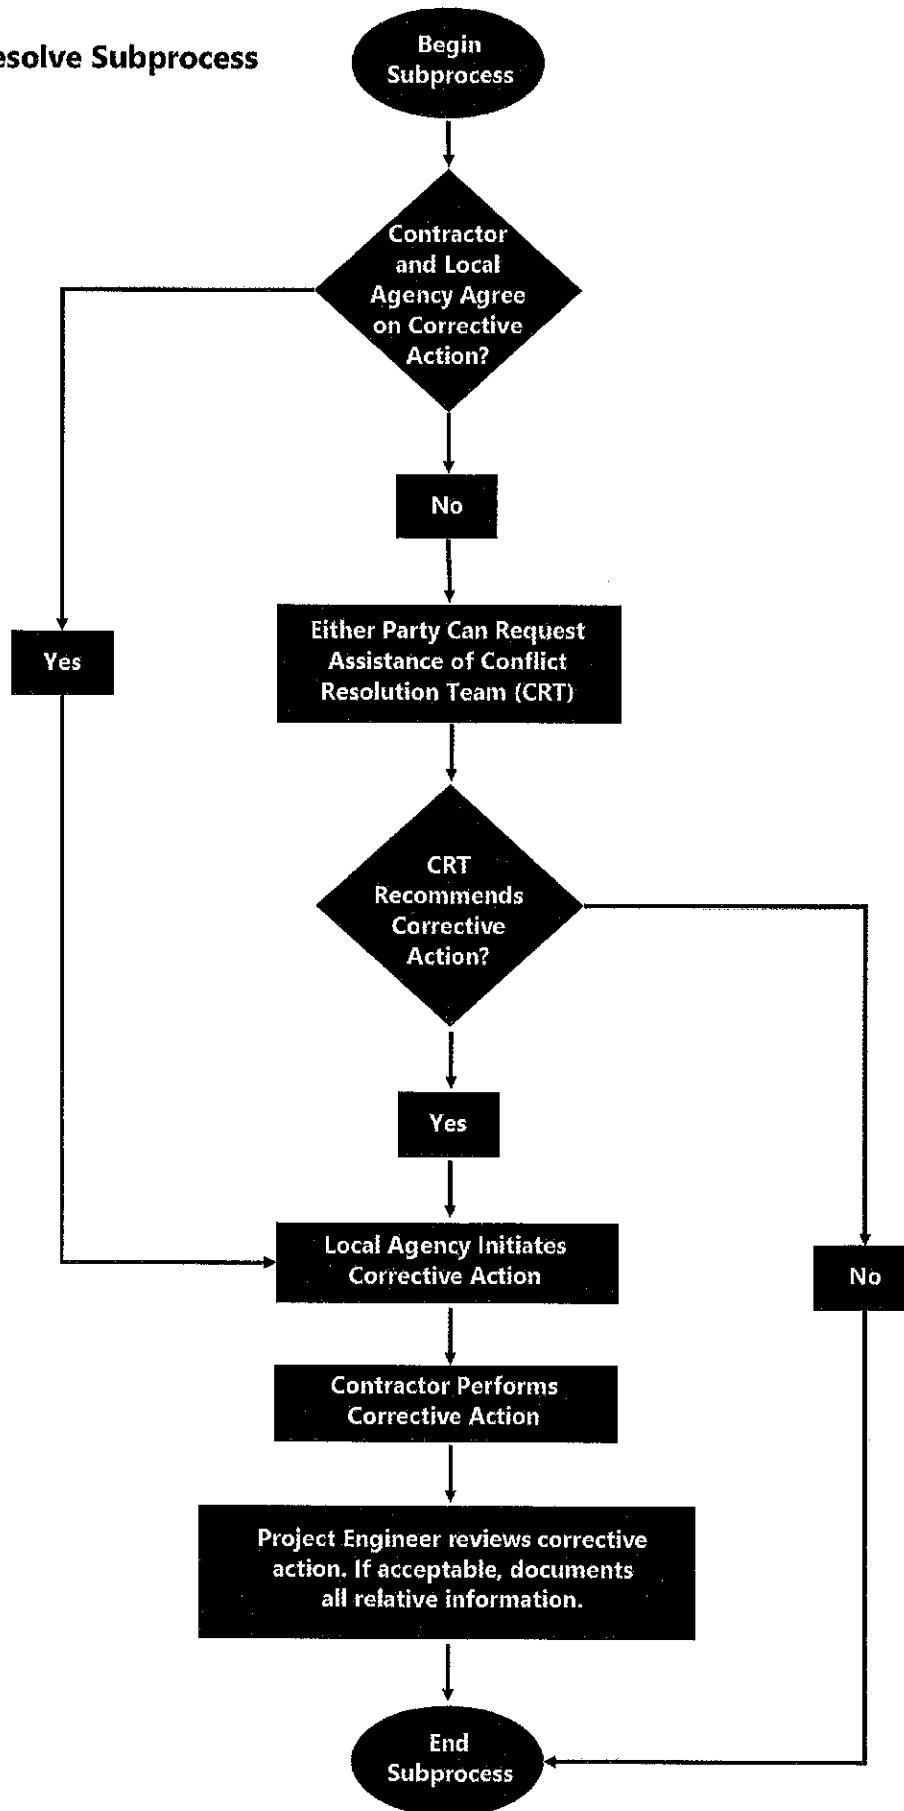 esolve Subprocess
Begin
Subprocess
Contractor
and Local
Agency Agree
on Corrective
Action?
No
Either Party Can Request
Assistance of Conflict
Resolution Team (CRT)
Yes
CRT
Recommends
Corrective
Action?
Yes
Local Agency Initiates
Corrective Action
No
Contractor Performs
Corrective Action
Project Engineer reviews corrective
action. If acceptable, documents
all relative information.
End
Subprocess